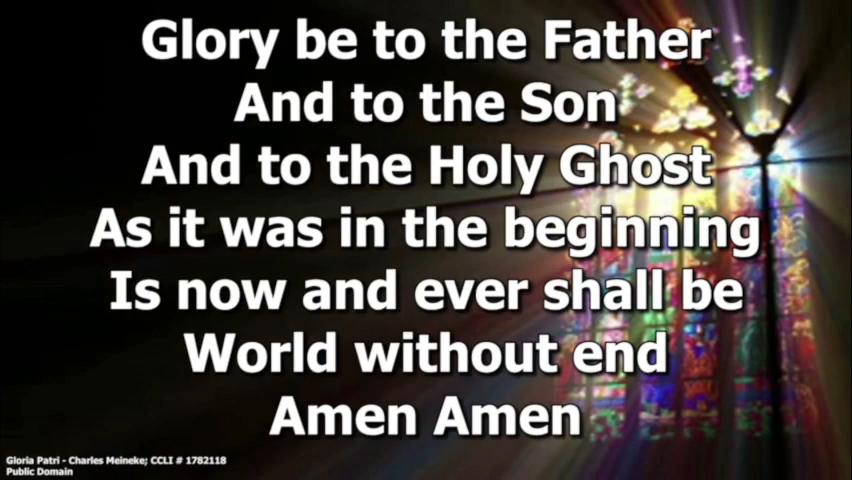 Glory be to the Father
And to the Son
And to the Holy Ghost
As it was in the beginning
Is now and ever shall be
World without end
Amen Amen
Gloria Patri - Charles Meineke; CCLI # 1782118
Public Domain